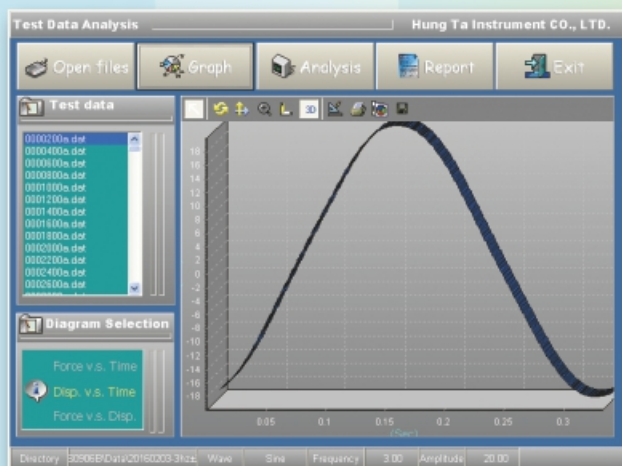 Test Data Analysis Hung Ta Instrument CO., LTD.
Open files Graph Analysis Report Exit
Test data
0000200a.dat
0000400a.dat
0000600a.dat
0000800a.dat
0001000a.dat
0001200a.dat
0001400a.dat
0001600a.dat
0001800a.dat
0002000a.dat
0002200a.dat
0002400a.dat
0002600a.dat
3D
18
16
14
12
10
8
6
4
2
0
-2
-4
-6
-8
-10
-12
-14
-16
-18
0.05 0.1 0.15 0.2 0.25 0.3
(Sec)
Diagram Selection
Force v.s. Time
Disp. v.s. Time
Force v.s. Disp.
Directory Wave Sine Frequency 3.00 Amplitude 20.00